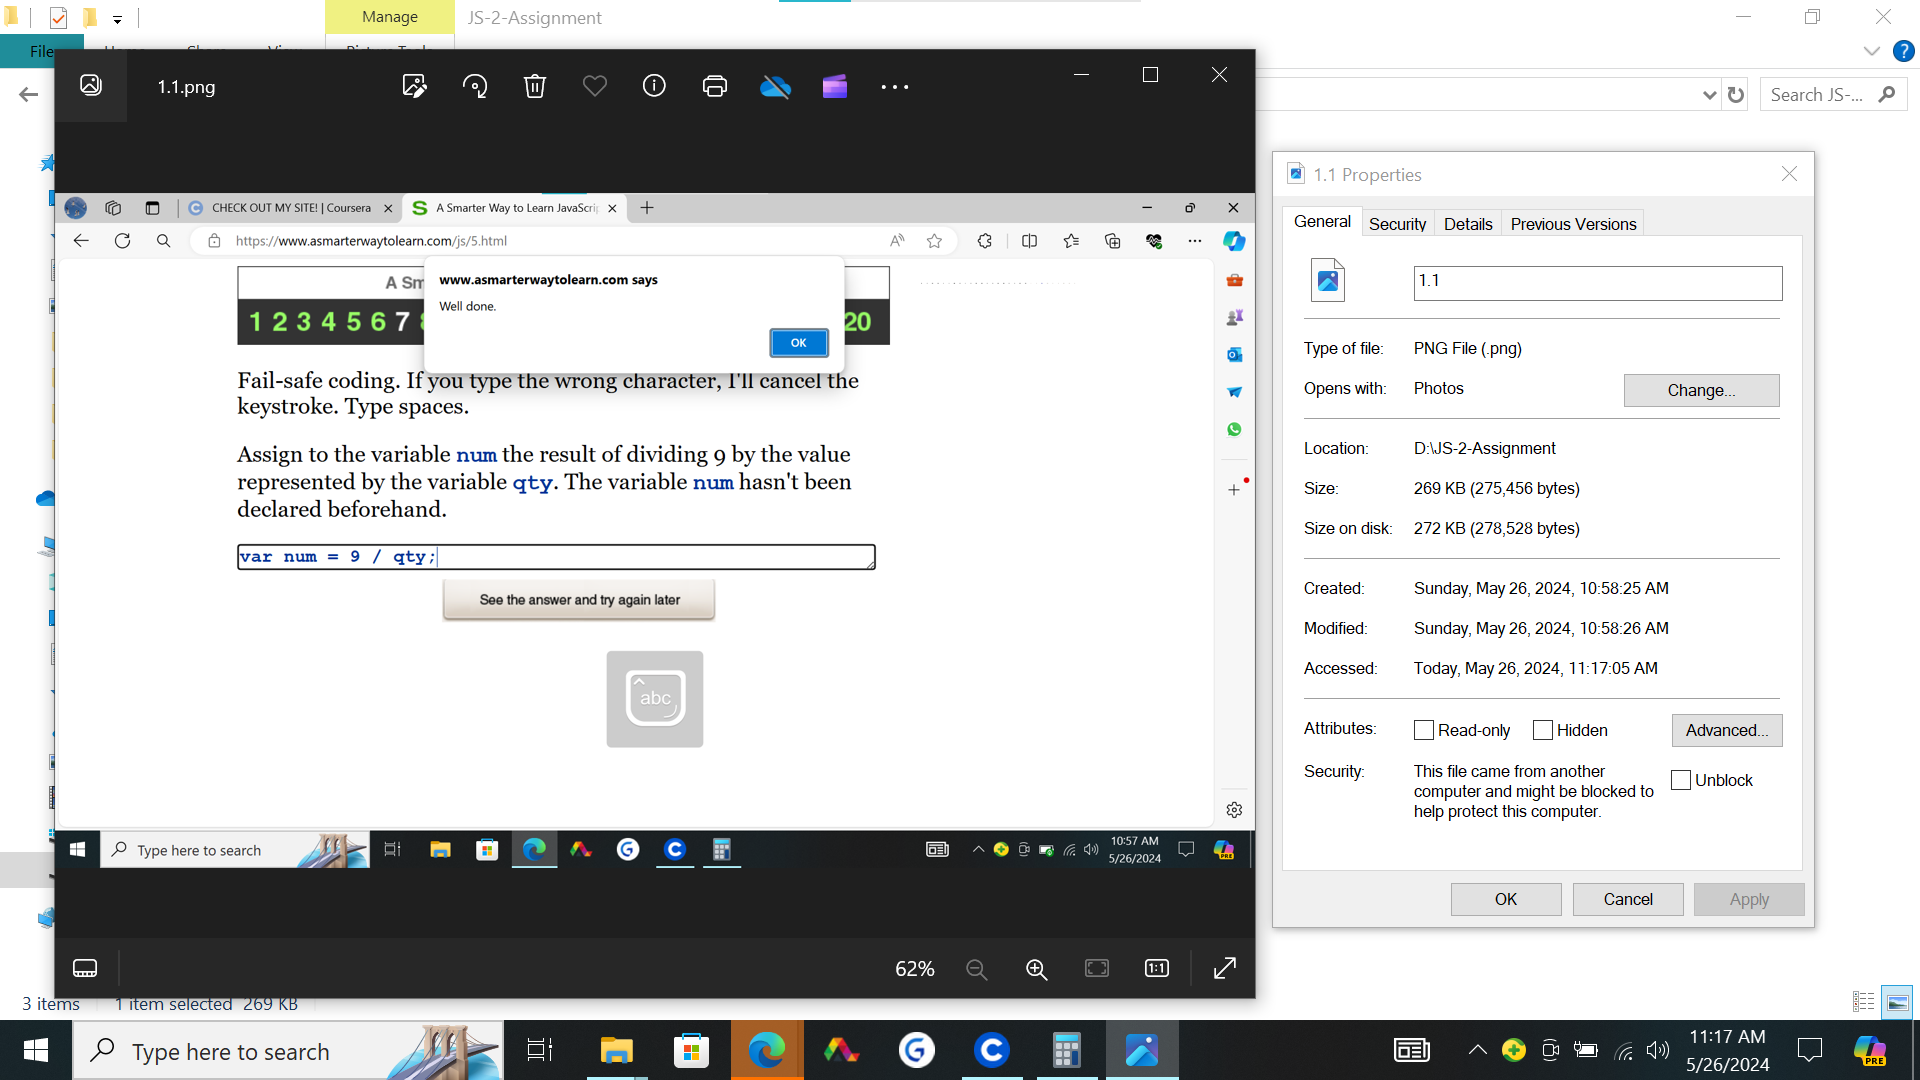 Manage
JS-2-Assignment
File
1.1.png
Search JS-...
CHECK OUT MY SITE! | Coursera
A Smarter Way to Learn JavaScrip
https://www.asmarterwaytolearn.com/js/5.html
A Sm
1 2 3 4 5 6 7
20
www.asmarterwaytolearn.com says
Well done.
OK
Fail-safe coding. If you type the wrong character, I'll cancel the
keystroke. Type spaces.
Assign to the variable num the result of dividing 9 by the value
represented by the variable qty. The variable num hasn't been
declared beforehand.
var num = 9 / qty;
See the answer and try again later
abc
Type here to search
10:57 AM
5/26/2024
62%
1:1
1.1 Properties
General Security Details Previous Versions
1.1
Type of file: PNG File (.png)
Opens with: Photos Change...
Location: D:\JS-2-Assignment
Size: 269 KB (275,456 bytes)
Size on disk: 272 KB (278,528 bytes)
Created: Sunday, May 26, 2024, 10:58:25 AM
Modified: Sunday, May 26, 2024, 10:58:26 AM
Accessed: Today, May 26, 2024, 11:17:05 AM
Attributes: Read-only Hidden Advanced...
Security: This file came from another
computer and might be blocked to
help protect this computer.
Unblock
OK Cancel Apply
3 items 1 item selected 269 KB
Type here to search
11:17 AM
5/26/2024
PRE